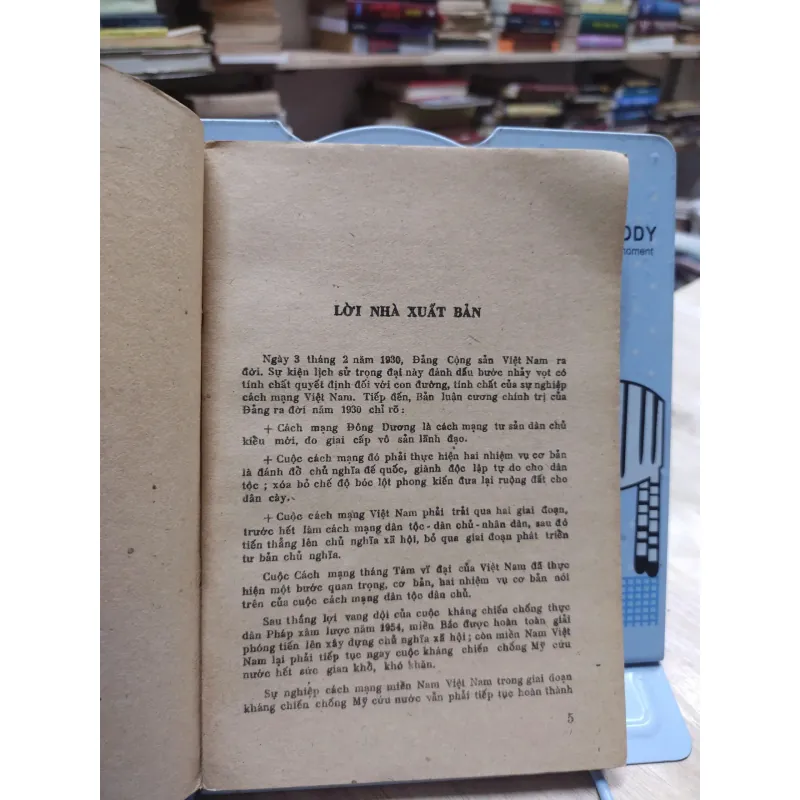 LỜI NHÀ XUẤT BẢN
Ngày 3 tháng 2 năm 1930, Đảng Cộng sản Việt Nam ra
đời. Sự kiện lịch sử trọng đại này đánh dấu bước nhảy vọt có
tính chất quyết định đối với con đường, tính chất của sự nghiệp
cách mạng Việt Nam. Tiếp đến, Bản luận cương chính trị của
Đảng ra đời năm 1930 chỉ rõ:
+ Cách mạng Đông Dương là cách mạng tư sản dân chủ
kiểu mới, do giai cấp vô sản lãnh đạo.
+ Cuộc cách mạng đó phải thực hiện hai nhiệm vụ cơ bản
là đánh đổ chủ nghĩa đế quốc, giành độc lập tự do cho dân
tộc ; xóa bỏ chế độ bóc lột phong kiến đưa lại ruộng đất cho
dân cày.
+ Cuộc cách mạng Việt Nam phải trải qua hai giai đoạn,
trước hết làm cách mạng dân tộc - dân chủ - nhân dân, sau đó
tiến thẳng lên chủ nghĩa xã hội, bỏ qua giai đoạn phát triển
tư bản chủ nghĩa.
Cuộc Cách mạng tháng Tám vĩ đại của Việt Nam đã thực
hiện một bước quan trọng, cơ bản, hai nhiệm vụ cơ bản nói
trên của cuộc cách mạng dân tộc dân chủ.
Sau thắng lợi vang dội của cuộc kháng chiến chống thực
dân Pháp xâm lược năm 1954, miền Bắc được hoàn toàn giải
phóng tiến lên xây dựng chủ nghĩa xã hội ; còn miền Nam Việt
Nam lại phải tiếp tục ngay cuộc kháng chiến chống Mỹ cứu
nước hết sức gian khổ, khó khăn.
Sự nghiệp cách mạng miền Nam Việt Nam trong giai đoạn
kháng chiến chống Mỹ cứu nước vẫn phải tiếp tục hoàn thành
5
DDY
moment